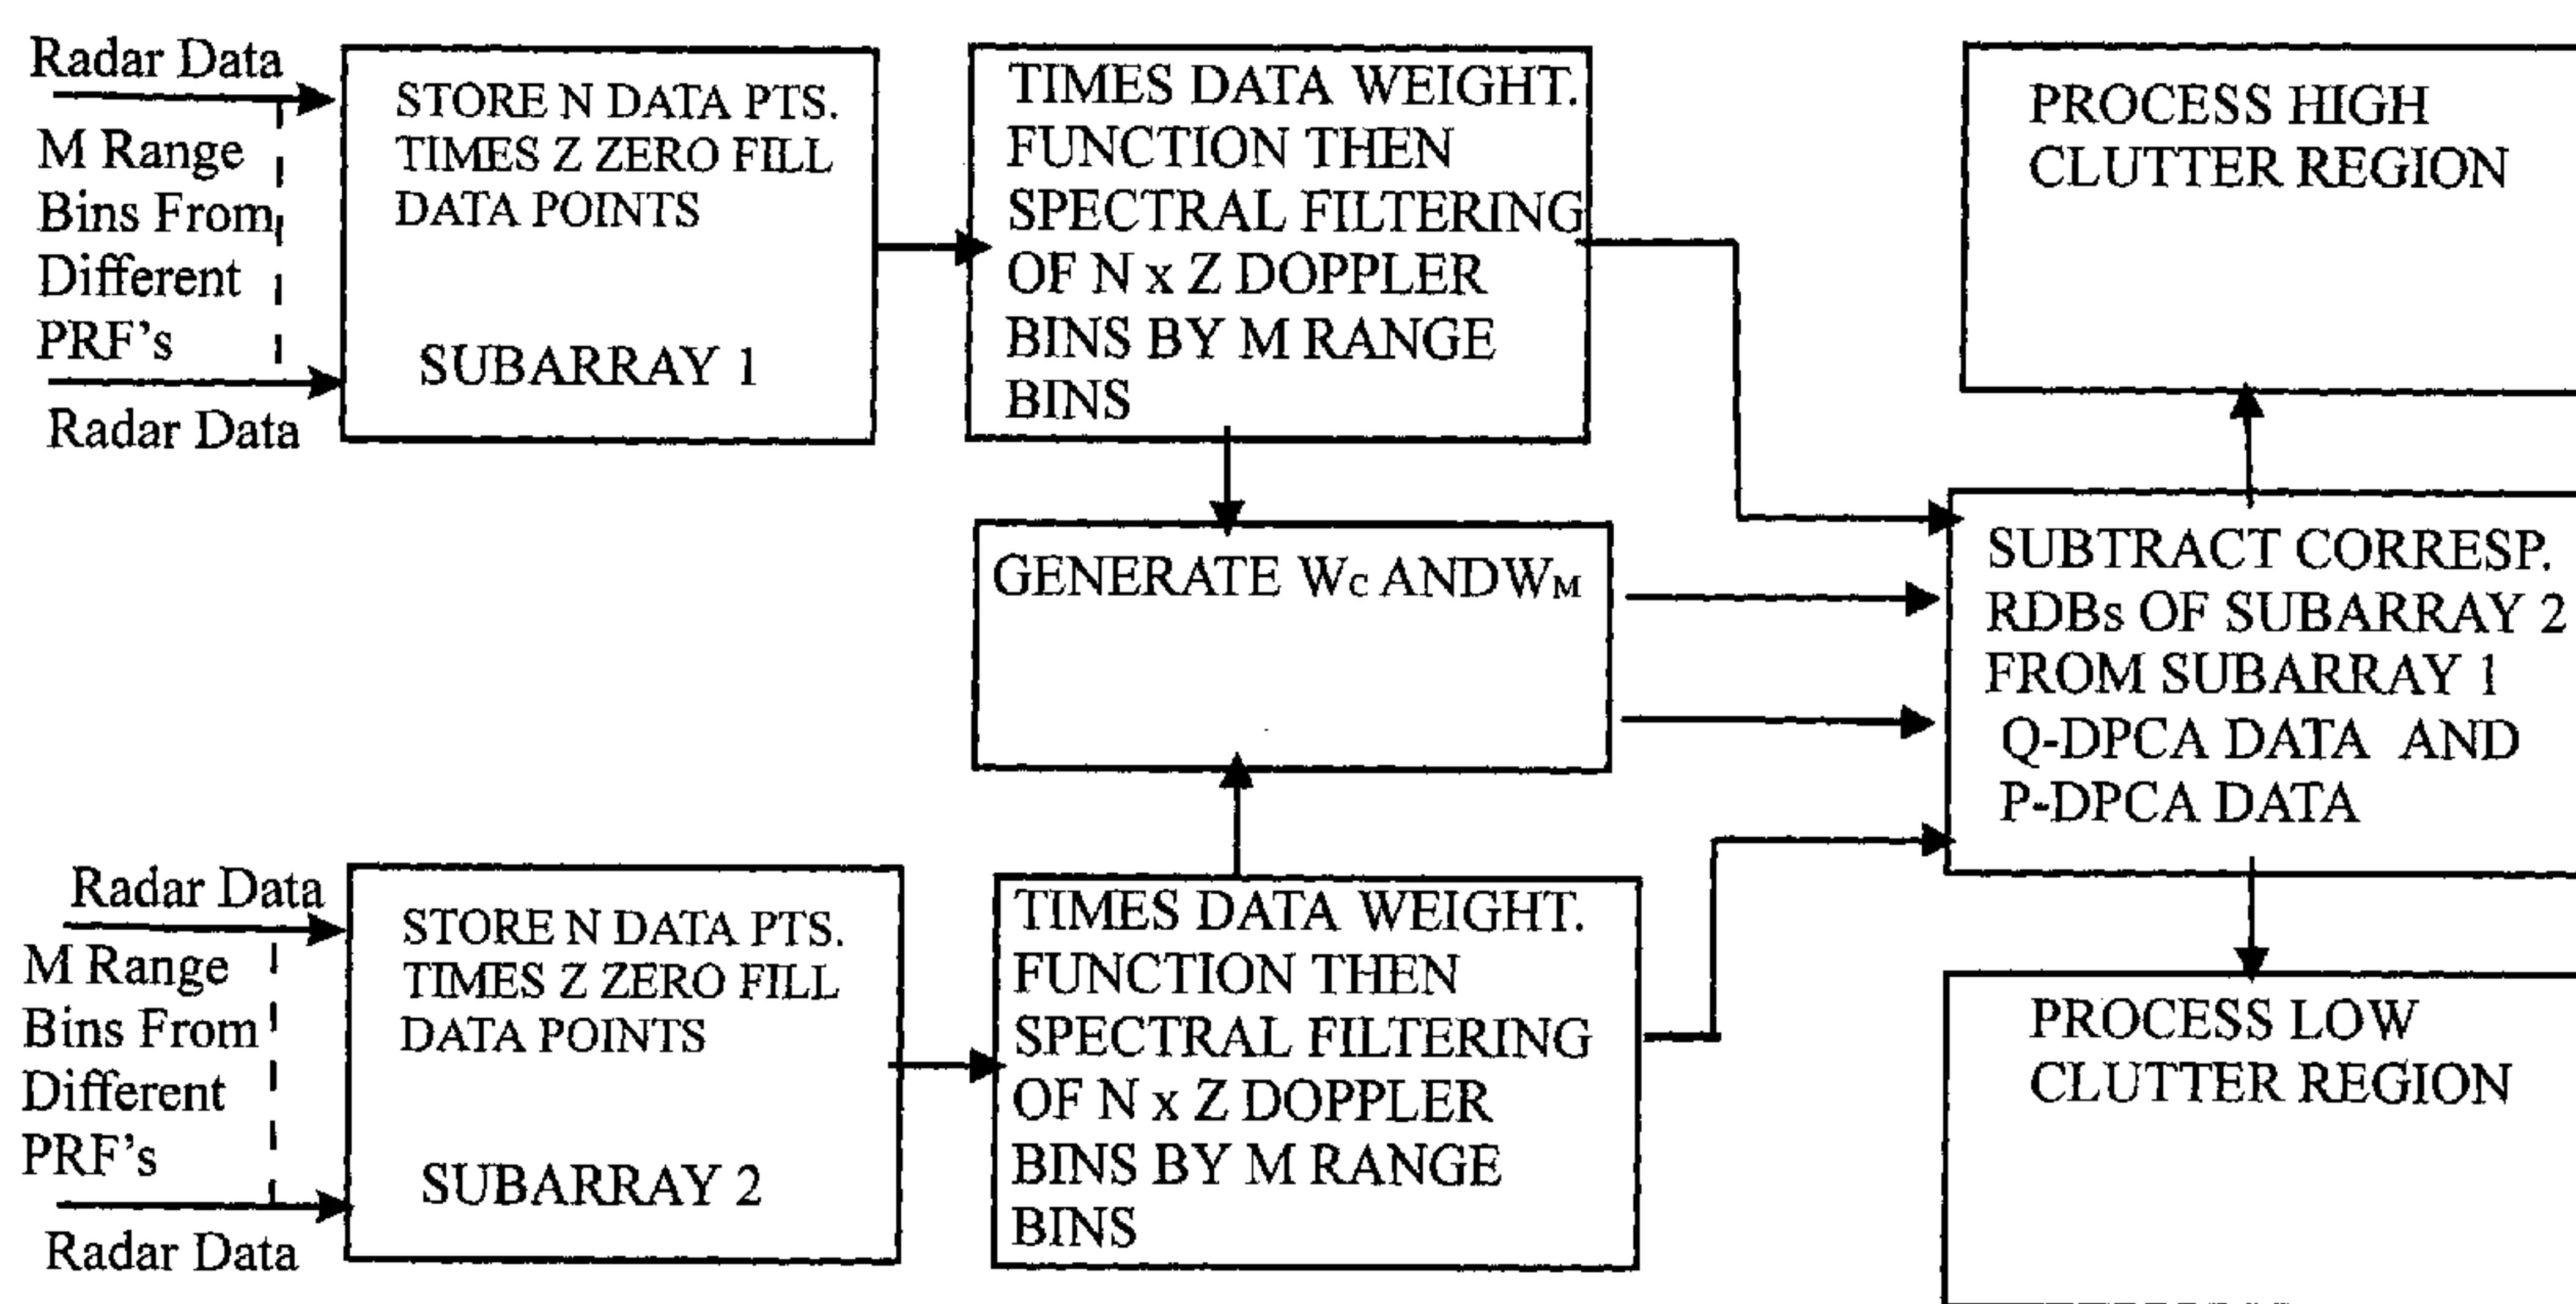 Radar Data
M Range
Bins From
Different
PRF's
Radar Data
STORE N DATA PTS.
TIMES Z ZERO FILL
DATA POINTS
SUBARRAY 1
TIMES DATA WEIGHT.
FUNCTION THEN
SPECTRAL FILTERING
OF N x Z DOPPLER
BINS BY M RANGE
BINS
PROCESS HIGH
CLUTTER REGION
GENERATE WC ANDWM
SUBTRACT CORRESP.
RDBs OF SUBARRAY 2
FROM SUBARRAY 1
Q-DPCA DATA AND
P-DPCA DATA
Radar Data
M Range
Bins From
Different
PRF's
Radar Data
STORE N DATA PTS.
TIMES Z ZERO FILL
DATA POINTS
SUBARRAY 2
TIMES DATA WEIGHT.
FUNCTION THEN
SPECTRAL FILTERING
OF N x Z DOPPLER
BINS BY M RANGE
BINS
PROCESS LOW
CLUTTER REGION